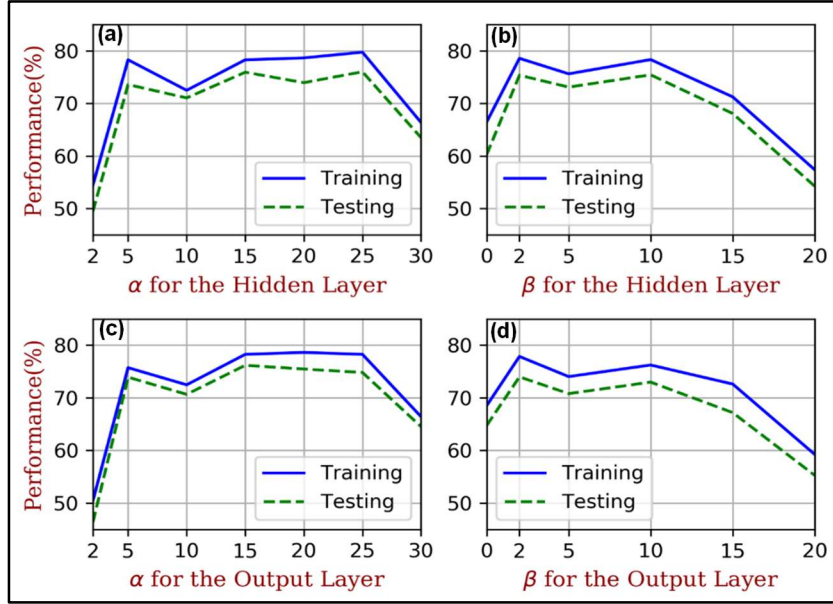 (a)
80
70
60
50
Performance(%)
Training
Testing
2 5 10 15 20 25 30
α for the Hidden Layer
(b)
80
70
60
50
Training
Testing
0 2 5 10 15 20
β for the Hidden Layer
(c)
80
70
60
50
Performance(%)
Training
Testing
2 5 10 15 20 25 30
α for the Output Layer
(d)
80
70
60
50
Training
Testing
0 2 5 10 15 20
β for the Output Layer